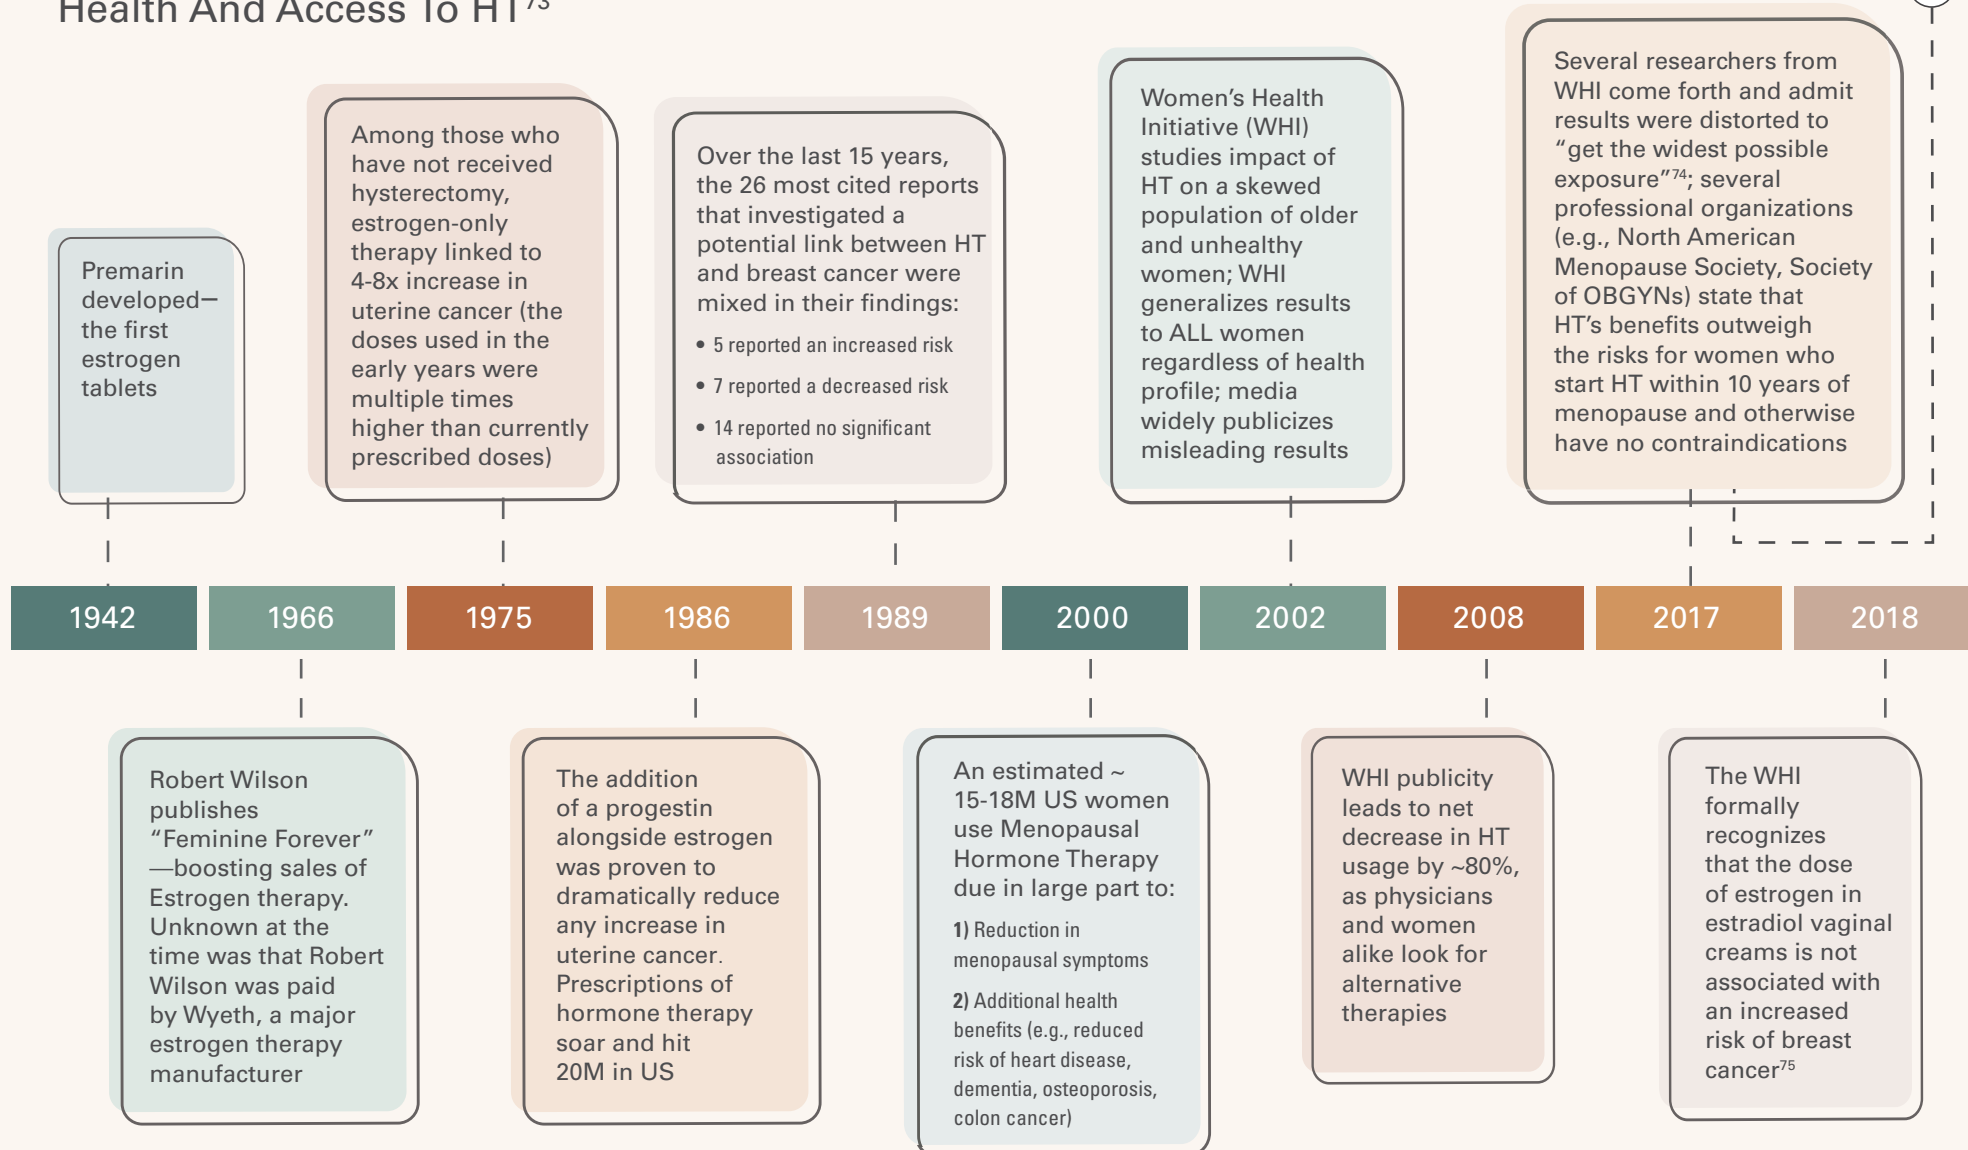 Health And Access To HT73
Premarin
developed—
the first
estrogen
tablets
Among those who
have not received
hysterectomy,
estrogen-only
therapy linked to
4-8x increase in
uterine cancer (the
doses used in the
early years were
multiple times
higher than currently
prescribed doses)
Over the last 15 years,
the 26 most cited reports
that investigated a
potential link between HT
and breast cancer were
mixed in their findings:
• 5 reported an increased risk
• 7 reported a decreased risk
• 14 reported no significant
association
Women’s Health
Initiative (WHI)
studies impact of
HT on a skewed
population of older
and unhealthy
women; WHI
generalizes results
to ALL women
regardless of health
profile; media
widely publicizes
misleading results
Several researchers from
WHI come forth and admit
results were distorted to
“get the widest possible
exposure”74; several
professional organizations
(e.g., North American
Menopause Society, Society
of OBGYNs) state that
HT’s benefits outweigh
the risks for women who
start HT within 10 years of
menopause and otherwise
have no contraindications
1942
1966
1975
1986
1989
2000
2002
2008
2017
2018
Robert Wilson
publishes
“Feminine Forever”
—boosting sales of
Estrogen therapy.
Unknown at the
time was that Robert
Wilson was paid
by Wyeth, a major
estrogen therapy
manufacturer
The addition
of a progestin
alongside estrogen
was proven to
dramatically reduce
any increase in
uterine cancer.
Prescriptions of
hormone therapy
soar and hit
20M in US
An estimated ~
15-18M US women
use Menopausal
Hormone Therapy
due in large part to:
1) Reduction in
menopausal symptoms
2) Additional health
benefits (e.g., reduced
risk of heart disease,
dementia, osteoporosis,
colon cancer)
WHI publicity
leads to net
decrease in HT
usage by ~80%,
as physicians
and women
alike look for
alternative
therapies
The WHI
formally
recognizes
that the dose
of estrogen in
estradiol vaginal
creams is not
associated with
an increased
risk of breast
cancer75